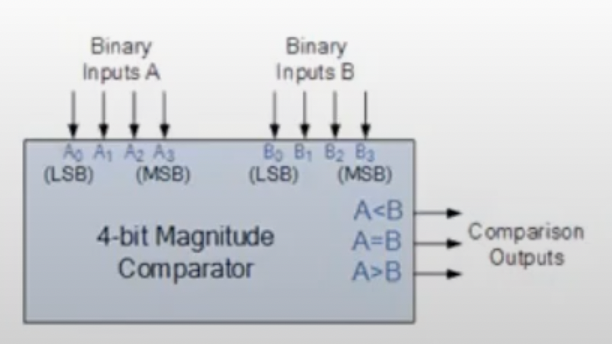 Binary
Inputs A
Binary
Inputs B
A0 A1 A2 A3
B0 B1 B2 B3
(LSB) (MSB)
(LSB) (MSB)
A<B
4-bit Magnitude
Comparator
A=B
A>B
Comparison
Outputs